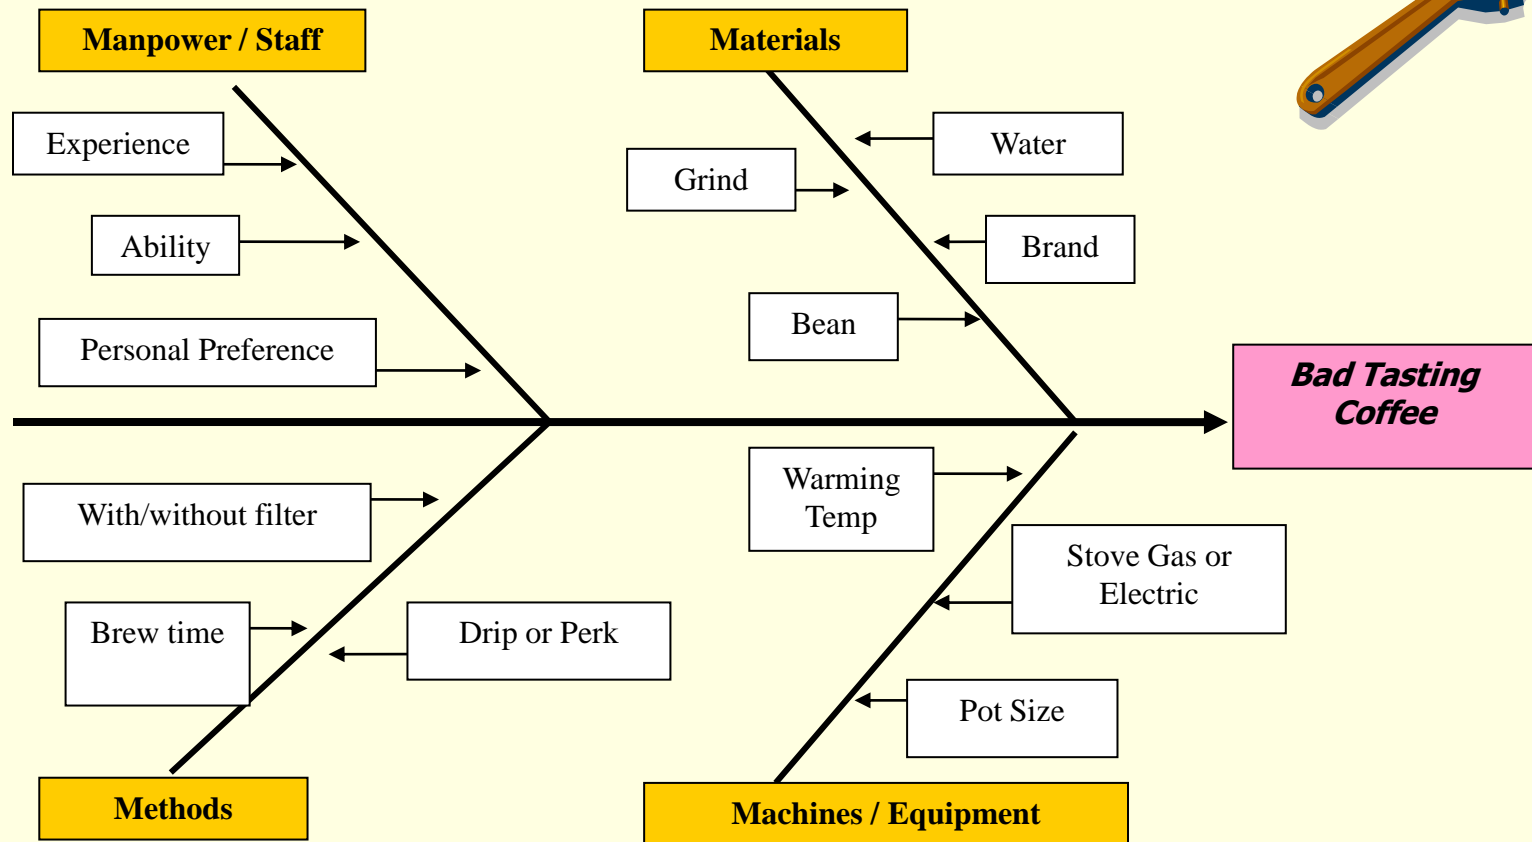 Manpower / Staff
Materials
Experience
Water
Grind
Ability
Brand
Bean
Personal Preference
Bad Tasting
Coffee
Warming
Temp
With/without filter
Stove Gas or
Electric
Brew time
Drip or Perk
Pot Size
Methods
Machines / Equipment